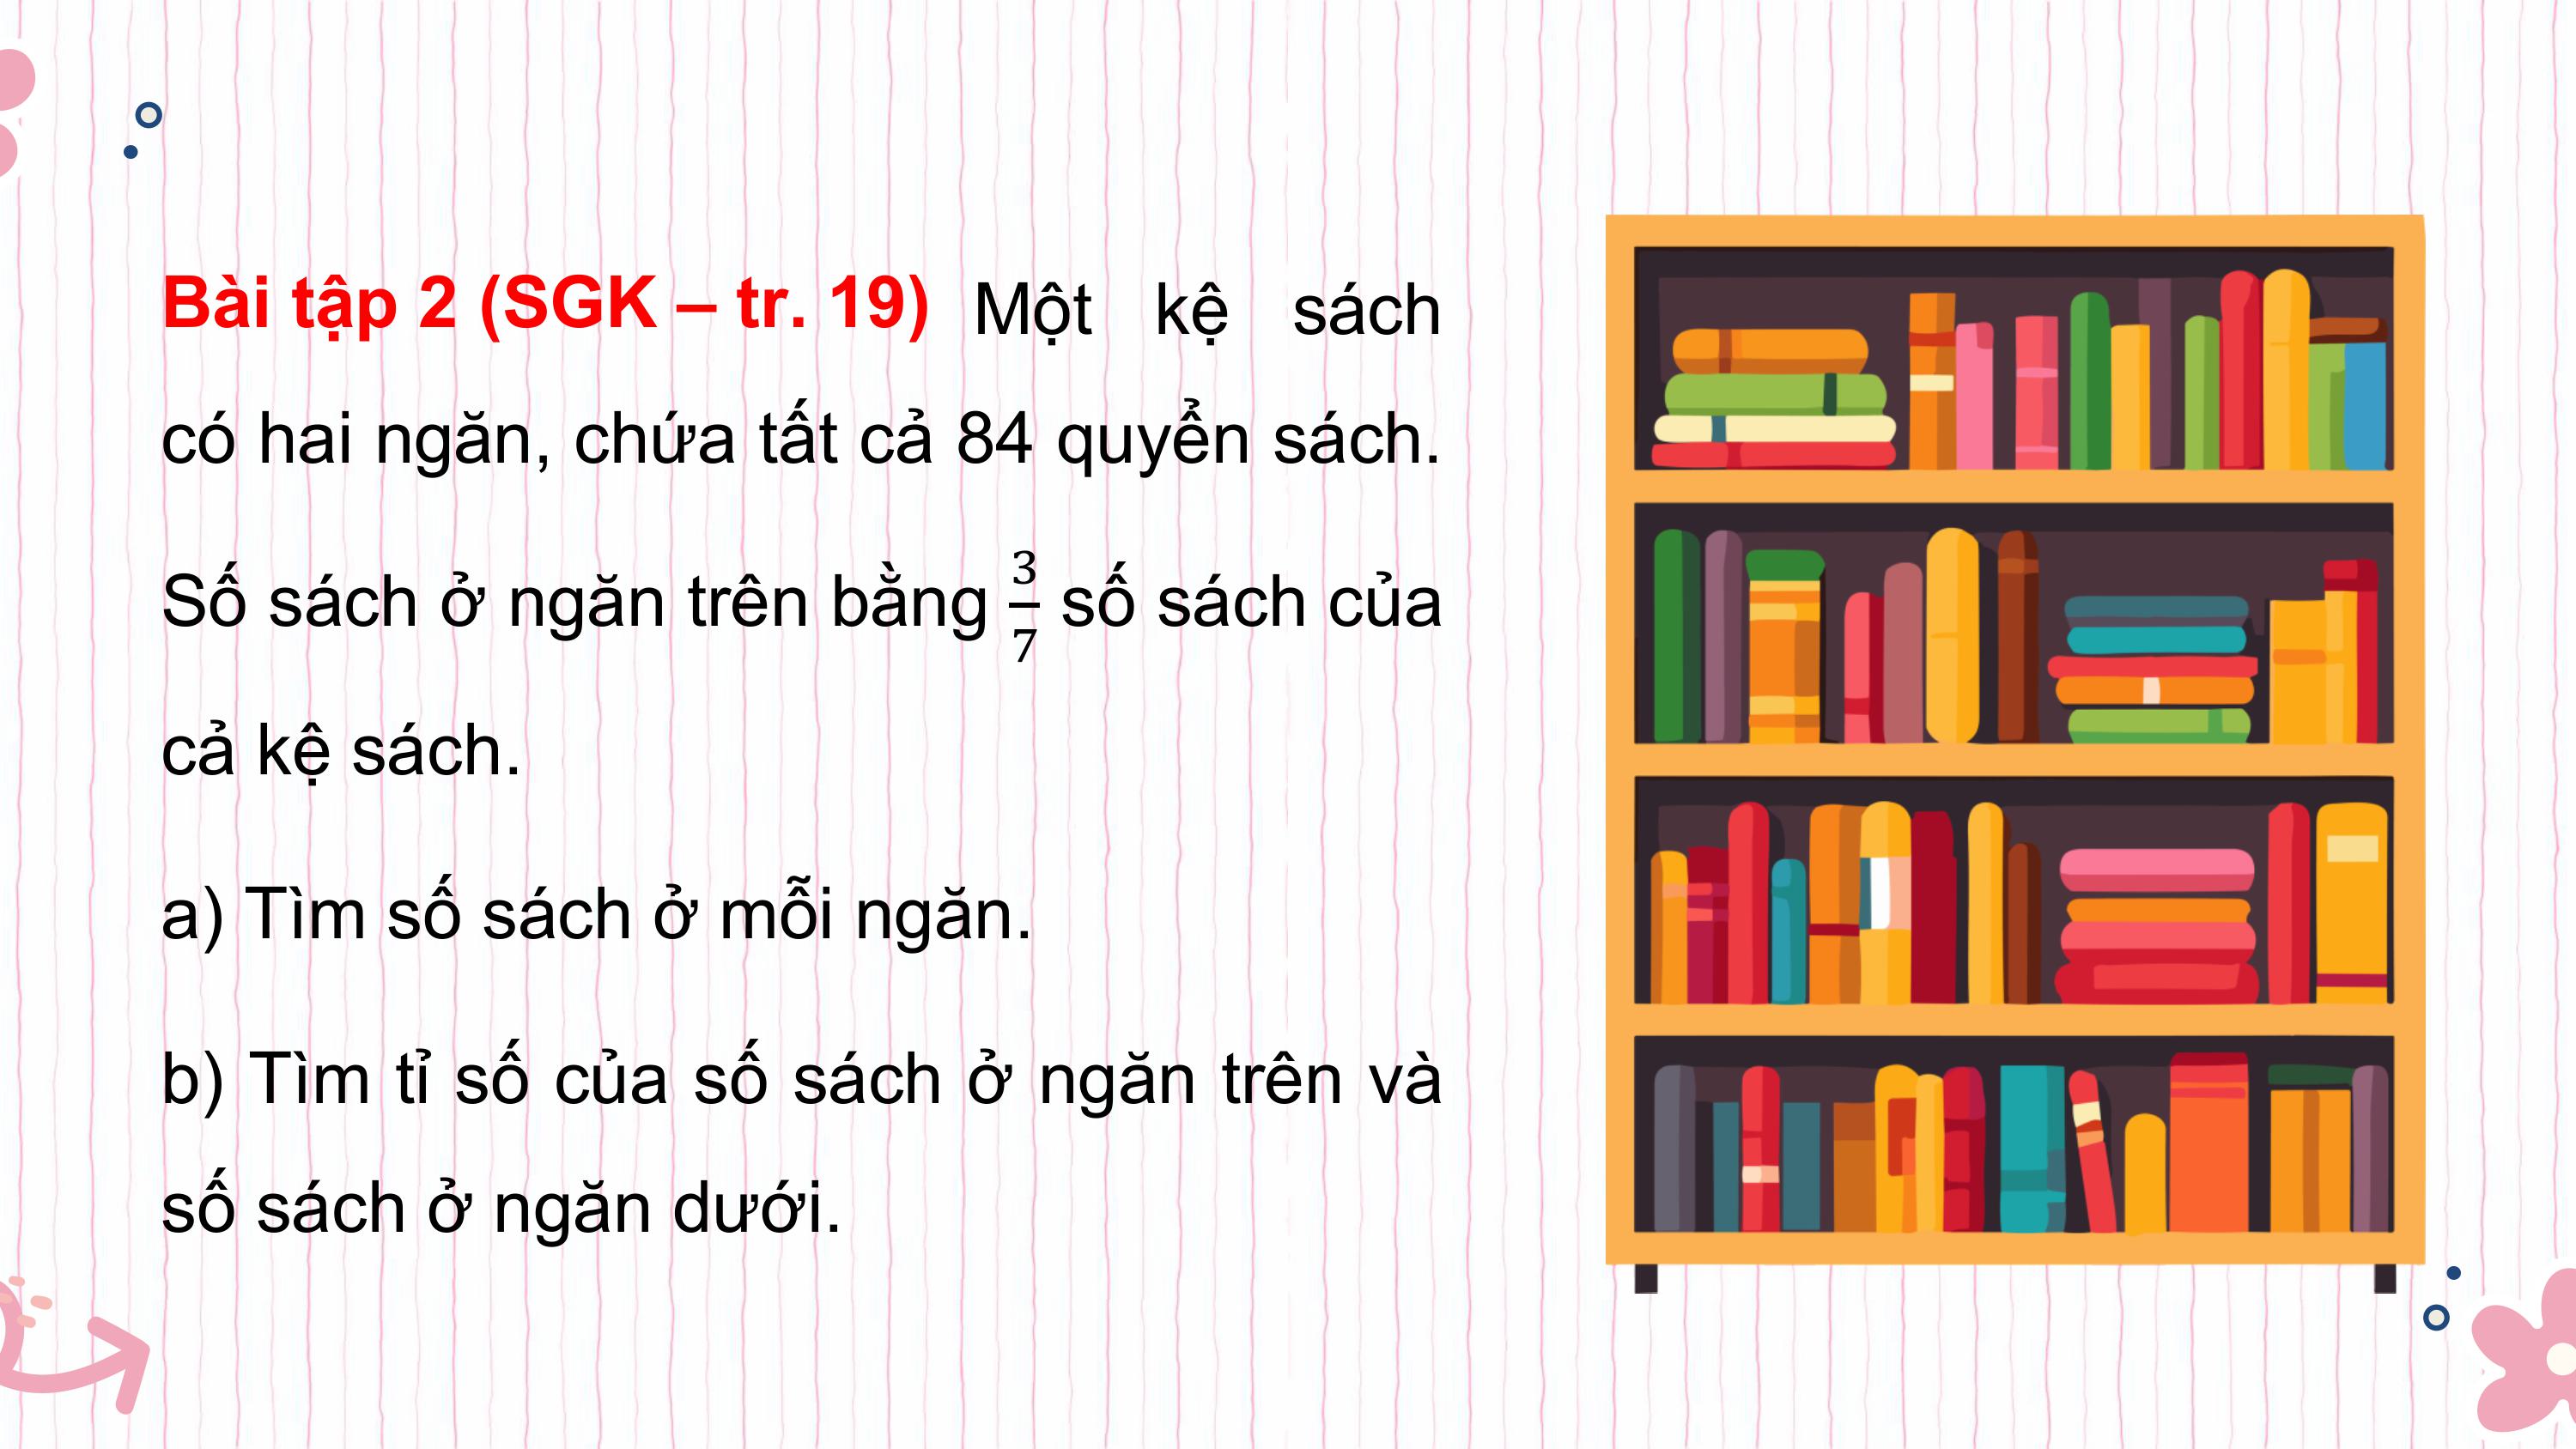 Bài tập 2 (SGK – tr. 19) Một kệ sách
có hai ngăn, chứa tất cả 84 quyển sách.
Số sách ở ngăn trên bằng 3/7 số sách của
cả kệ sách.
a) Tìm số sách ở mỗi ngăn.
b) Tìm tỉ số của số sách ở ngăn trên và
số sách ở ngăn dưới.